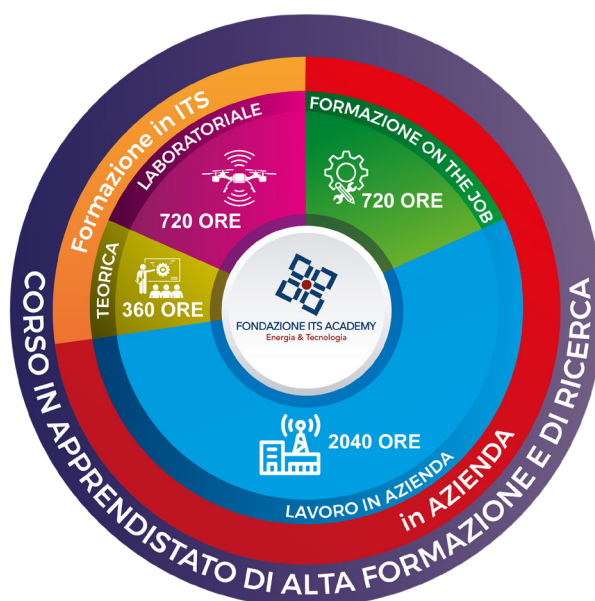 CORSO IN APPRENDISTATO DI ALTA FORMAZIONE E DI RICERCA
Formazione in ITS
LABORATORIALE
720 ORE
FORMAZIONE ON THE JOB
720 ORE
TEORICA
360 ORE
FONDAZIONE ITS ACADEMY
Energia & Tecnologia
2040 ORE
LAVORO IN AZIENDA
in AZIENDA